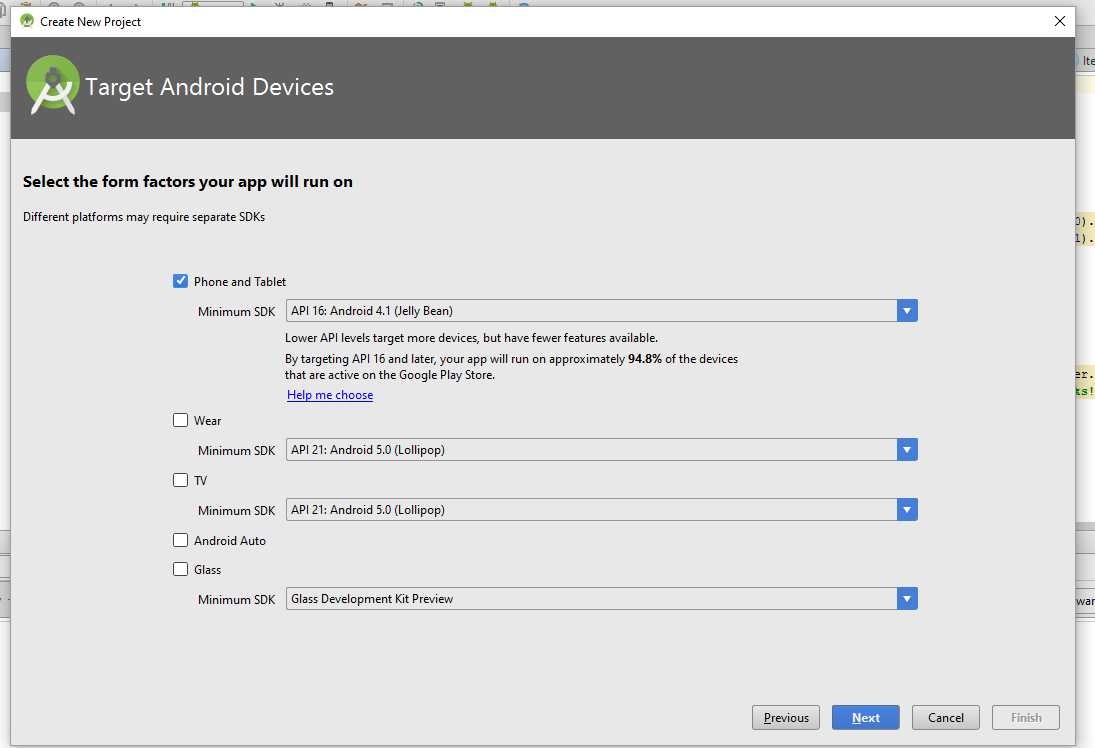 Create New Project
Target Android Devices
Select the form factors your app will run on
Different platforms may require separate SDKs
Phone and Tablet
Minimum SDK API 16: Android 4.1 (Jelly Bean)
Lower API levels target more devices, but have fewer features available.
By targeting API 16 and later, your app will run on approximately 94.8% of the devices
that are active on the Google Play Store.
Help me choose
Wear
Minimum SDK API 21: Android 5.0 (Lollipop)
TV
Minimum SDK API 21: Android 5.0 (Lollipop)
Android Auto
Glass
Minimum SDK Glass Development Kit Preview
Previous Next Cancel Finish